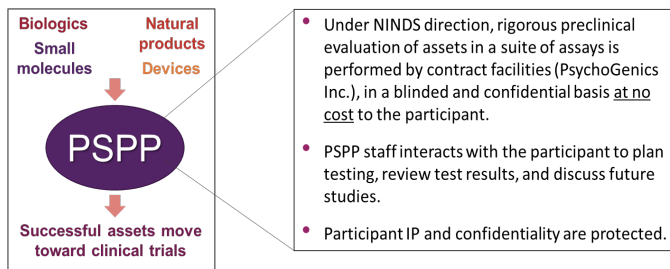 Biologics
Natural products
Small molecules
Devices
PSPP
Successful assets move
toward clinical trials
• Under NINDS direction, rigorous preclinical
evaluation of assets in a suite of assays is
performed by contract facilities (PsychoGenics
Inc.), in a blinded and confidential basis at no
cost to the participant.
• PSPP staff interacts with the participant to plan
testing, review test results, and discuss future
studies.
• Participant IP and confidentiality are protected.